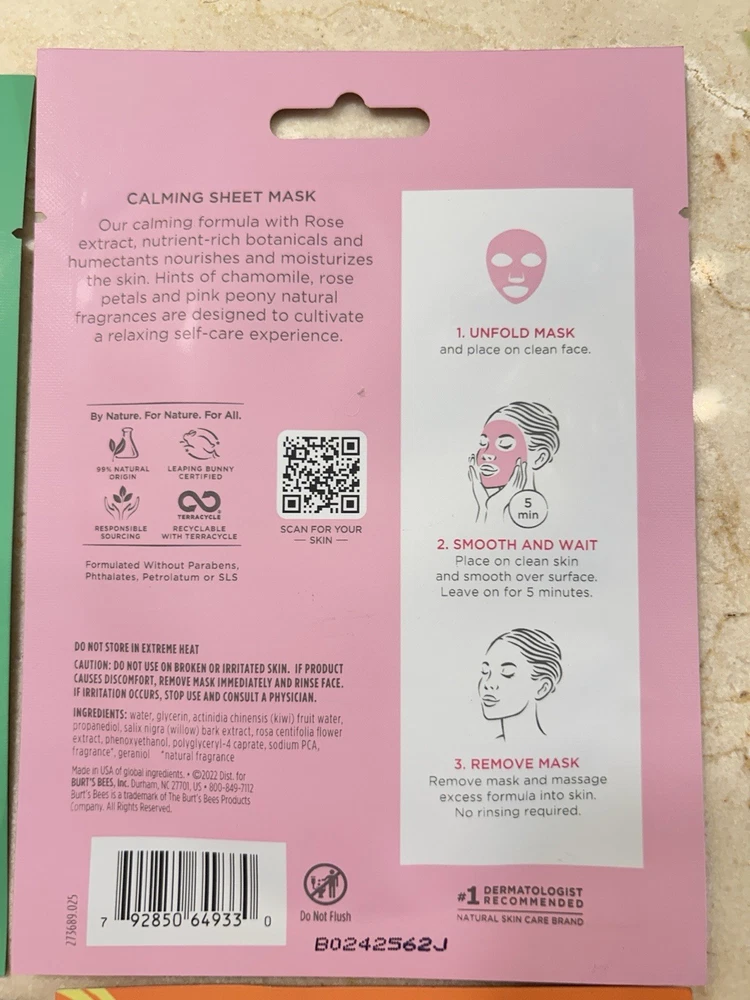 CALMING SHEET MASK
Our calming formula with Rose
extract, nutrient-rich botanicals and
humectants nourishes and moisturizes
the skin. Hints of chamomile, rose
petals and pink peony natural
fragrances are designed to cultivate
a relaxing self-care experience.
By Nature. For Nature. For All.
99% NATURAL
ORIGIN
LEAPING BUNNY
CERTIFIED
RESPONSIBLE
SOURCING
TERRACYCLE
RECYCLABLE
WITH TERRACYCLE
SCAN FOR YOUR
— SKIN —
Formulated Without Parabens,
Phthalates, Petrolatum or SLS
DO NOT STORE IN EXTREME HEAT
CAUTION: DO NOT USE ON BROKEN OR IRRITATED SKIN. IF PRODUCT
CAUSES DISCOMFORT, REMOVE MASK IMMEDIATELY AND RINSE FACE.
IF IRRITATION OCCURS, STOP USE AND CONSULT A PHYSICIAN.
INGREDIENTS: water, glycerin, actinidia chinensis (kiwi) fruit water,
propanediol, salix nigra (willow) bark extract, rosa centifolia flower
extract, phenoxyethanol, polyglyceryl-4 caprate, sodium PCA,
fragrance*, geraniol *natural fragrance
Made in USA of global ingredients. • ©2022 Dist. for
BURT'S BEES, Inc. Durham, NC 27701, US • 800-849-7112
Burt's Bees is a trademark of The Burt's Bees Products
Company. All Rights Reserved.
273689.025
7 92850 64933 0
Do Not Flush
B0242562J
1. UNFOLD MASK
and place on clean face.
5
min
2. SMOOTH AND WAIT
Place on clean skin
and smooth over surface.
Leave on for 5 minutes.
3. REMOVE MASK
Remove mask and massage
excess formula into skin.
No rinsing required.
#1 DERMATOLOGIST
RECOMMENDED
NATURAL SKIN CARE BRAND